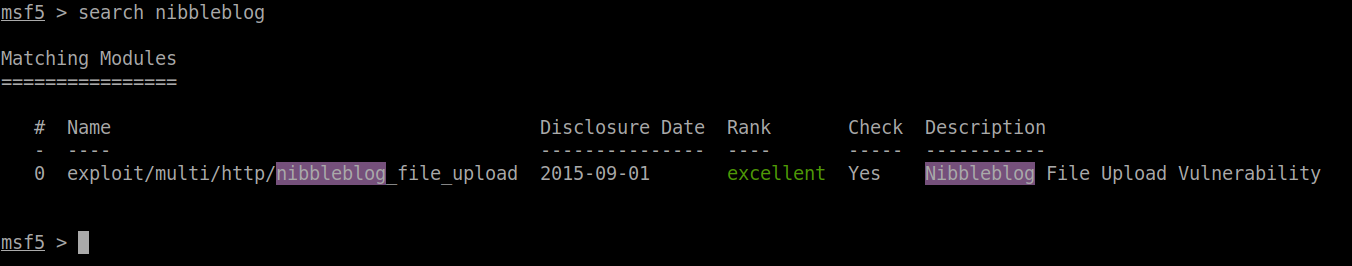 msf5 > search nibbleblog
Matching Modules
================
#  Name                                       Disclosure Date  Rank       Check  Description
-  ----                                       ---------------  ----       -----  -----------
0  exploit/multi/http/nibbleblog_file_upload  2015-09-01       excellent  Yes    Nibbleblog File Upload Vulnerability
msf5 >